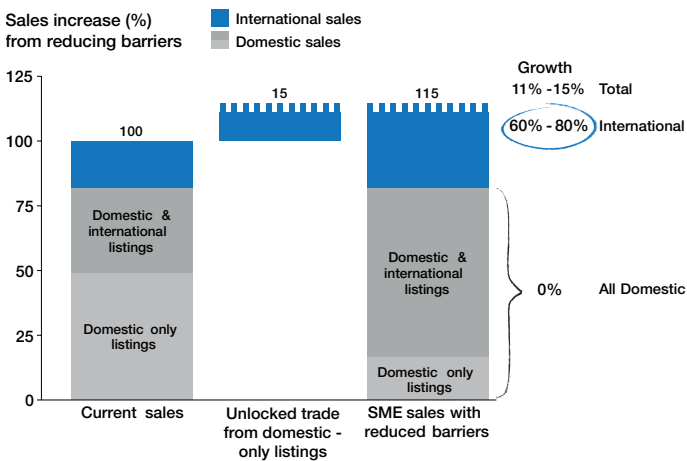 Sales increase (%)
from reducing barriers
International sales
Domestic sales
125
100
75
50
25
0
100
Domestic &
international
listings
Domestic only
listings
15
115
Domestic &
international
listings
Domestic only
listings
Growth
11% -15% Total
60% - 80% International
0% All Domestic
Current sales
Unlocked trade
from domestic -
only listings
SME sales with
reduced barriers